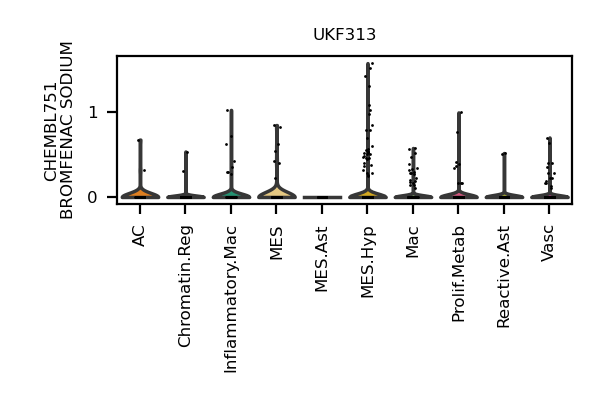 UKF313
CHEMBL751
BROMFENAC SODIUM
1
0
AC
Chromatin.Reg
Inflammatory.Mac
MES
MES.Ast
MES.Hyp
Mac
Prolif.Metab
Reactive.Ast
Vasc